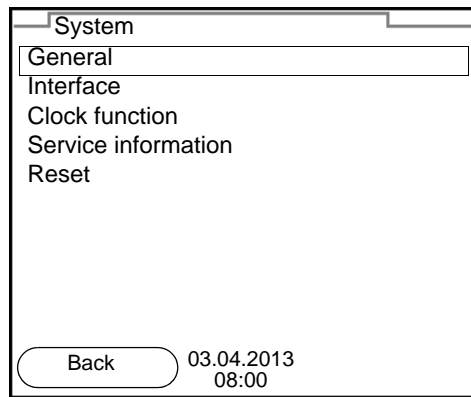 System
General
Interface
Clock function
Service information
Reset
Back
03.04.2013
08:00